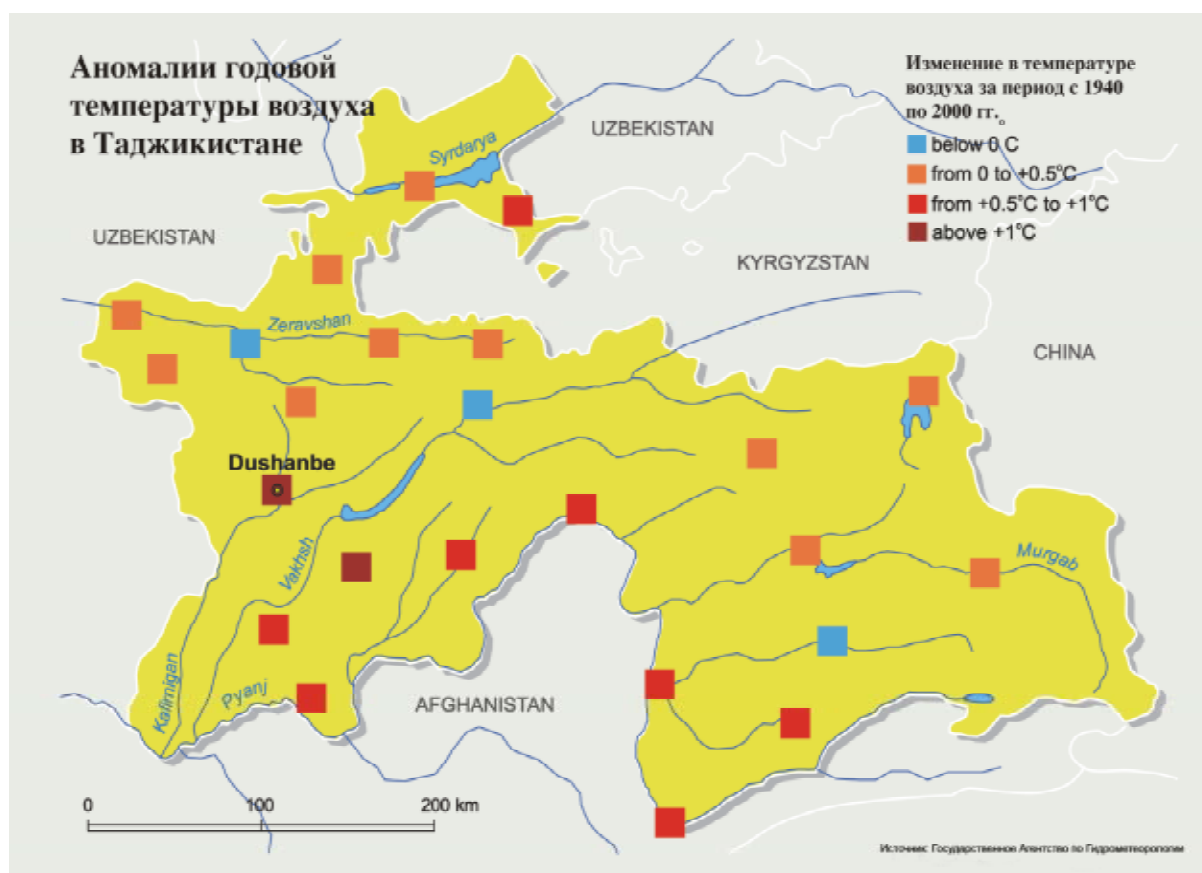 Аномалии годовой
температуры воздуха
в Таджикистане
Изменение в температуре
воздуха за период с 1940
по 2000 гг.
below 0 C
from 0 to +0.5°C
from +0.5°C to +1°C
above +1°C
UZBEKISTAN
Syrdarya
UZBEKISTAN
KYRGYZSTAN
Zeravshan
CHINA
Dushanbe
Vakhsh
Murgab
Kafirnigan
Pyanj
AFGHANISTAN
0 100 200 km
Источник: Государственное Агентство по Гидрометеорологии